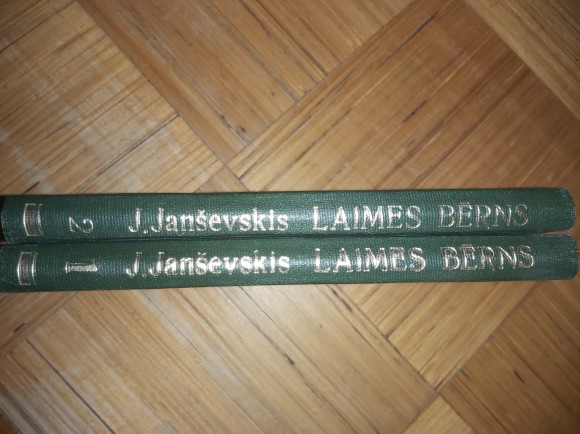 2 J.Janševskis LAIMES BĒRNS
1 J.Janševskis LAIMES BĒRNS